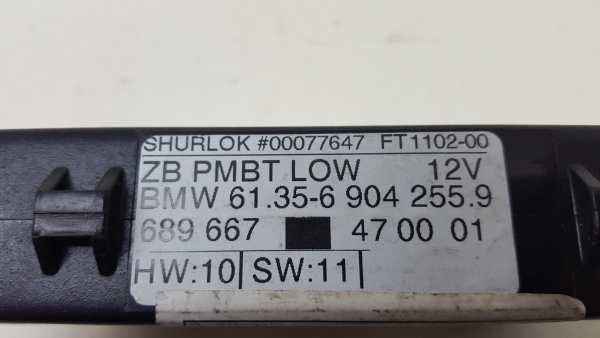 SHURLOK #00077647 FT1102-00
ZB PMBT LOW 12V
BMW 61.35-6 904 255.9
689 667 47 00 01
HW:10 SW:11